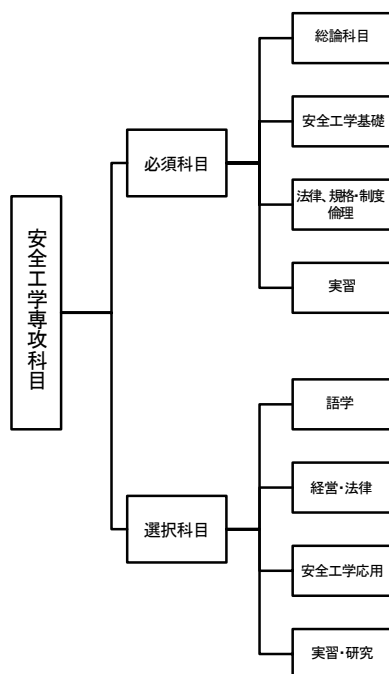 安全工学専攻科目
必須科目
総論科目
安全工学基礎
法律、規格・制度
倫理
実習
選択科目
語学
経営・法律
安全工学応用
実習・研究